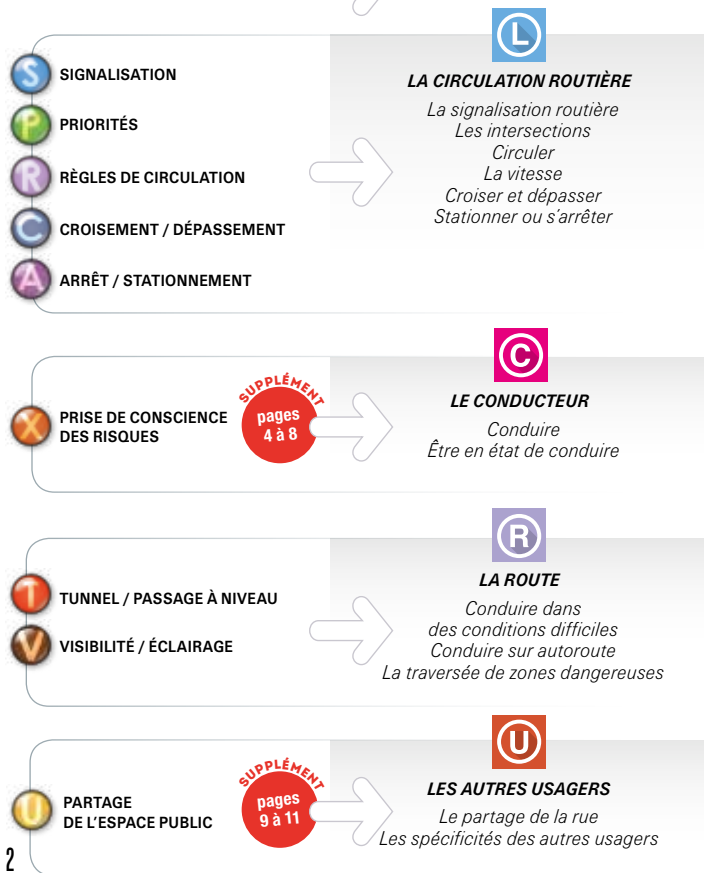 L
S SIGNALISATION
P PRIORITÉS
R RÈGLES DE CIRCULATION
C CROISEMENT / DÉPASSEMENT
A ARRÊT / STATIONNEMENT
LA CIRCULATION ROUTIÈRE
La signalisation routière
Les intersections
Circuler
La vitesse
Croiser et dépasser
Stationner ou s'arrêter
X PRISE DE CONSCIENCE
DES RISQUES
SUPPLÉMENT
pages
4 à 8
C
LE CONDUCTEUR
Conduire
Être en état de conduire
T TUNNEL / PASSAGE À NIVEAU
V VISIBILITÉ / ÉCLAIRAGE
R
LA ROUTE
Conduire dans
des conditions difficiles
Conduire sur autoroute
La traversée de zones dangereuses
U PARTAGE
DE L'ESPACE PUBLIC
SUPPLÉMENT
pages
9 à 11
U
LES AUTRES USAGERS
Le partage de la rue
Les spécificités des autres usagers
2